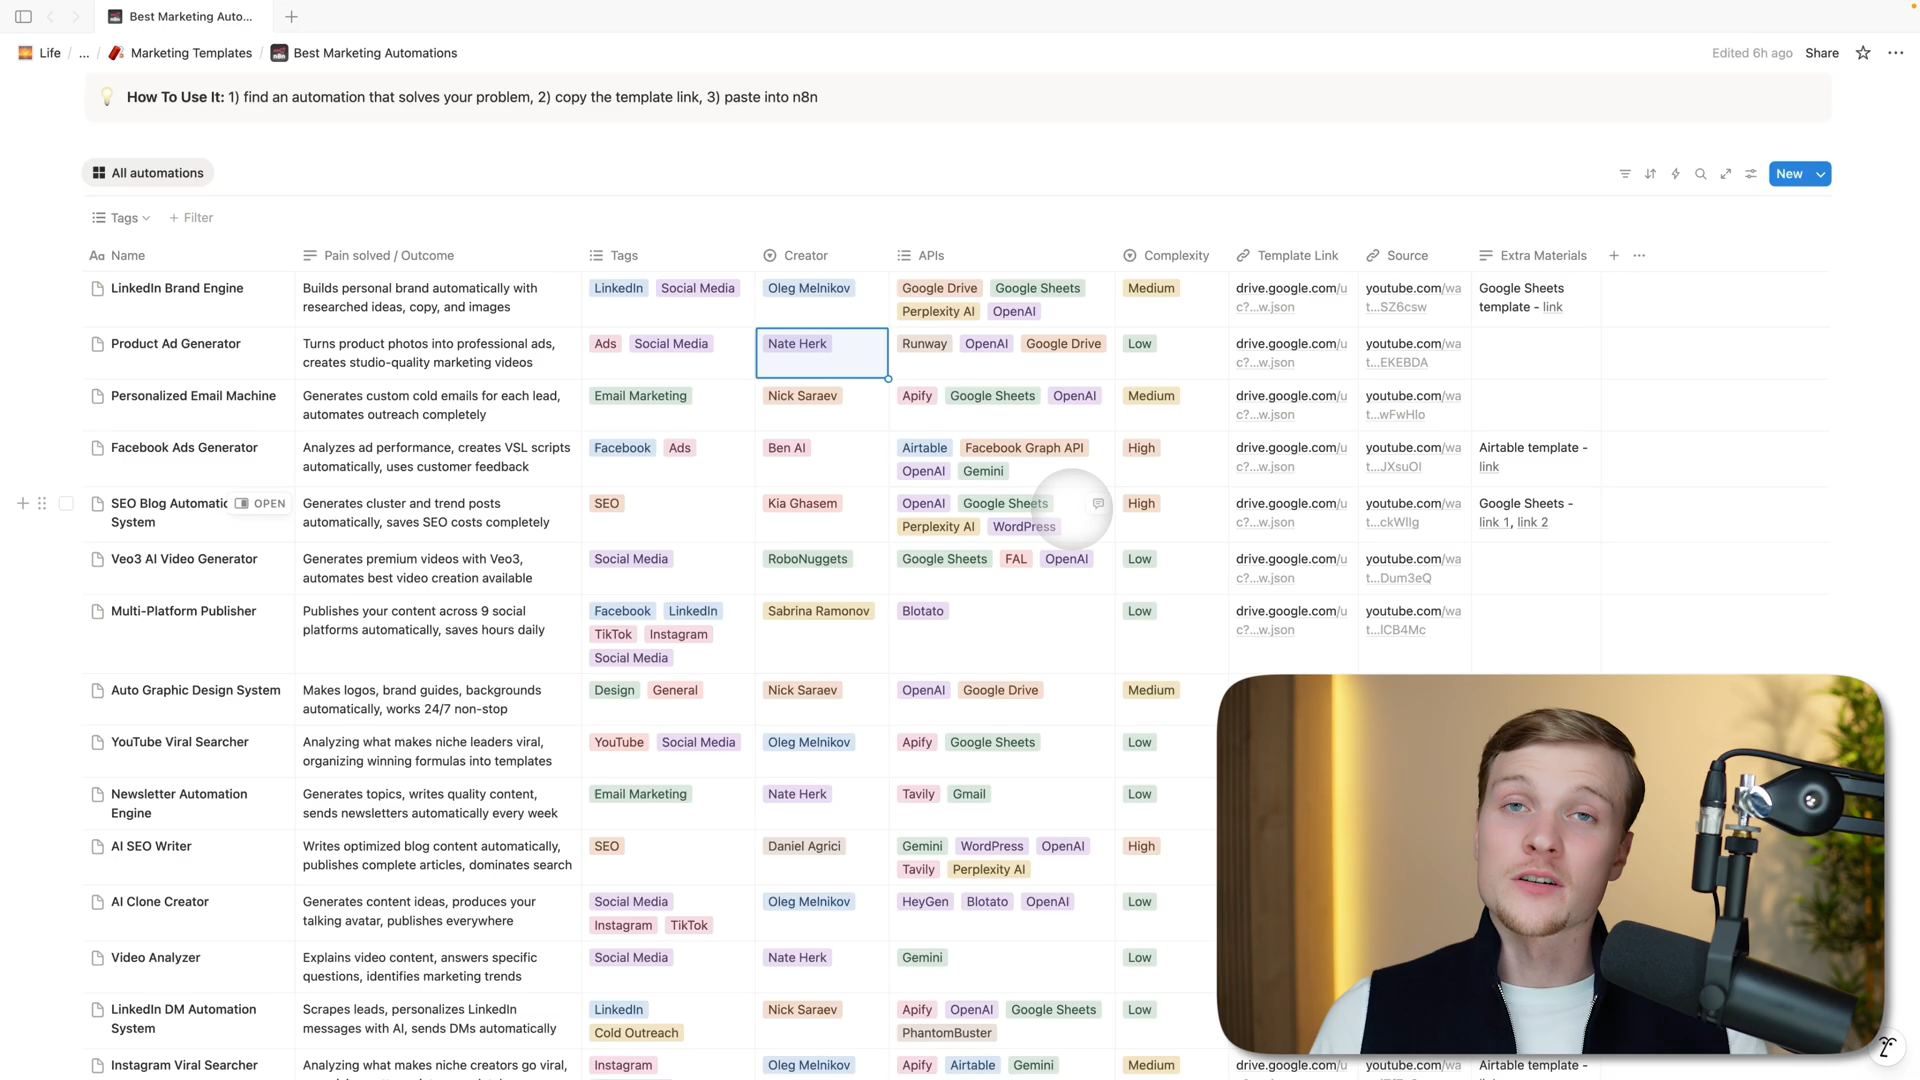 Best Marketing Auto...
Life / ... / Marketing Templates / Best Marketing Automations
Edited 6h ago Share
How To Use It: 1) find an automation that solves your problem, 2) copy the template link, 3) paste into n8n
All automations
New
Tags + Filter
Aa Name Pain solved / Outcome Tags Creator APIs Complexity Template Link Source Extra Materials
LinkedIn Brand Engine Builds personal brand automatically with LinkedIn Social Media Oleg Melnikov Google Drive Google Sheets Medium drive.google.com/u youtube.com/wa Google Sheets
researched ideas, copy, and images Perplexity AI OpenAI c?...w.json t...SZ6csw template - link
Product Ad Generator Turns product photos into professional ads, Ads Social Media Nate Herk Runway OpenAI Google Drive Low drive.google.com/u youtube.com/wa
creates studio-quality marketing videos c?...w.json t...EKEBDA
Personalized Email Machine Generates custom cold emails for each lead, Email Marketing Nick Saraev Apify Google Sheets OpenAI Medium drive.google.com/u youtube.com/wa
automates outreach completely c?...w.json t...wFwHlo
Facebook Ads Generator Analyzes ad performance, creates VSL scripts Facebook Ads Ben AI Airtable Facebook Graph API High drive.google.com/u youtube.com/wa Airtable template -
automatically, uses customer feedback OpenAI Gemini c?...w.json t...JXsuOI link
SEO Blog Automatic OPEN Generates cluster and trend posts SEO Kia Ghasem OpenAI Google Sheets High drive.google.com/u youtube.com/wa Google Sheets -
System automatically, saves SEO costs completely Perplexity AI WordPress c?...w.json t...ckWllg link 1, link 2
Veo3 AI Video Generator Generates premium videos with Veo3, Social Media RoboNuggets Google Sheets FAL OpenAI Low drive.google.com/u youtube.com/wa
automates best video creation available c?...w.json t...Dum3eQ
Multi-Platform Publisher Publishes your content across 9 social Facebook LinkedIn Sabrina Ramonov Blotato Low drive.google.com/u youtube.com/wa
platforms automatically, saves hours daily TikTok Instagram c?...w.json t...lCB4Mc
Social Media
Auto Graphic Design System Makes logos, brand guides, backgrounds Design General Nick Saraev OpenAI Google Drive Medium
automatically, works 24/7 non-stop
YouTube Viral Searcher Analyzing what makes niche leaders viral, YouTube Social Media Oleg Melnikov Apify Google Sheets Low
organizing winning formulas into templates
Newsletter Automation Generates topics, writes quality content, Email Marketing Nate Herk Tavily Gmail Low
Engine sends newsletters automatically every week
AI SEO Writer Writes optimized blog content automatically, SEO Daniel Agrici Gemini WordPress OpenAI High
publishes complete articles, dominates search Tavily Perplexity AI
AI Clone Creator Generates content ideas, produces your Social Media Oleg Melnikov HeyGen Blotato OpenAI Low
talking avatar, publishes everywhere Instagram TikTok
Video Analyzer Explains video content, answers specific Social Media Nate Herk Gemini Low
questions, identifies marketing trends
LinkedIn DM Automation Scrapes leads, personalizes LinkedIn LinkedIn Nick Saraev Apify OpenAI Google Sheets Low
System messages with AI, sends DMs automatically Cold Outreach PhantomBuster
Instagram Viral Searcher Analyzing what makes niche creators go viral, Instagram Oleg Melnikov Apify Airtable Gemini Medium drive.google.com/u youtube.com/wa Airtable template -